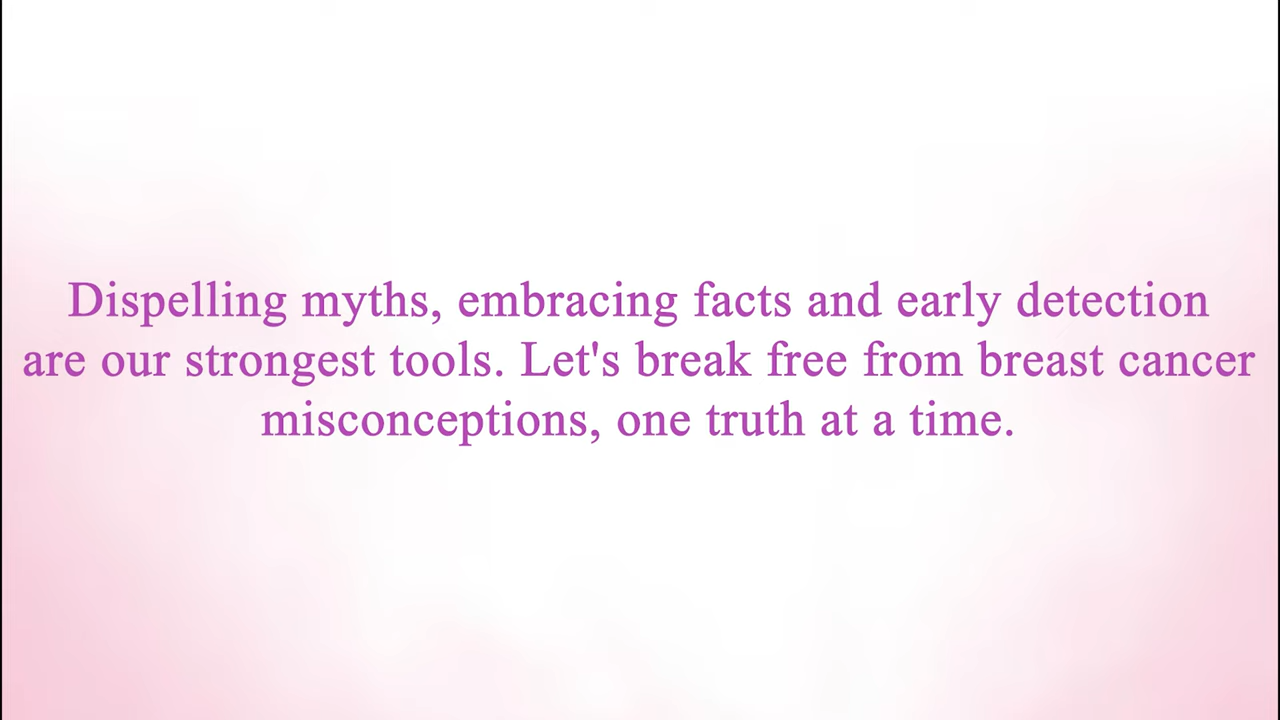 Dispelling myths, embracing facts and early detection
are our strongest tools. Let's break free from breast cancer
misconceptions, one truth at a time.